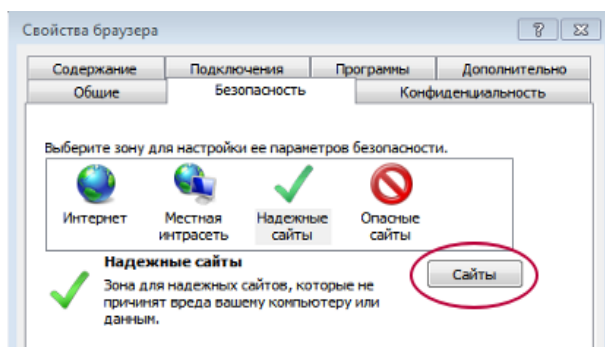 Свойства браузера
Содержание Подключения Программы Дополнительно
Общие Безопасность Конфиденциальность
Выберите зону для настройки ее параметров безопасности.
Интернет Местная интрасеть Надежные сайты Опасные сайты
Надежные сайты
Сайты
Зона для надежных сайтов, которые не
причинят вреда вашему компьютеру или
данным.